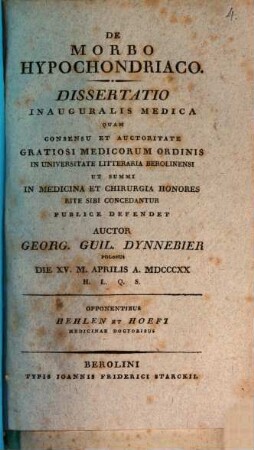 4.
DE
MORBO
HYPOCHONDRIACO.
DISSERTATIO
INAUGURALIS MEDICA
QUAM
CONSENSU ET AUCTORITATE
GRATIOSI MEDICORUM ORDINIS
IN UNIVERSITATE LITTERARIA BEROLINENSI
UT SUMMI
IN MEDICINA ET CHIRURGIA HONORES
RITE SIBI CONCEDANTUR
PUBLICE DEFENDET
AUCTOR
GEORG. GUIL. DYNNEBIER
POLONUS
DIE XV. M. APRILIS A. MDCCCXX
H. L. Q. S.
OPPONENTIBUS
HEHLEN ET HOEFT
MEDICINAE DOCTORIBUS
BEROLINI
TYPIS JOANNIS FRIDERICI STARCKII.